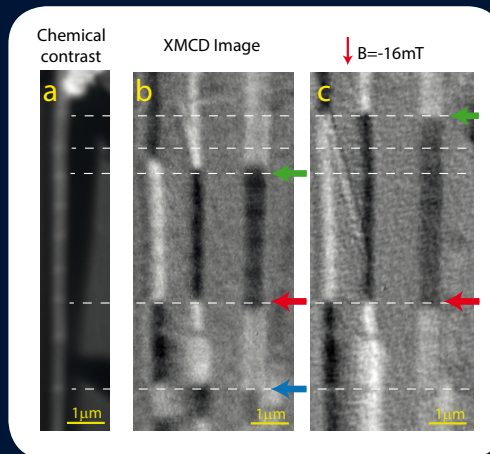 Chemical
contrast
XMCD Image
B=-16mT
a
b
c
1μm
1μm
1μm